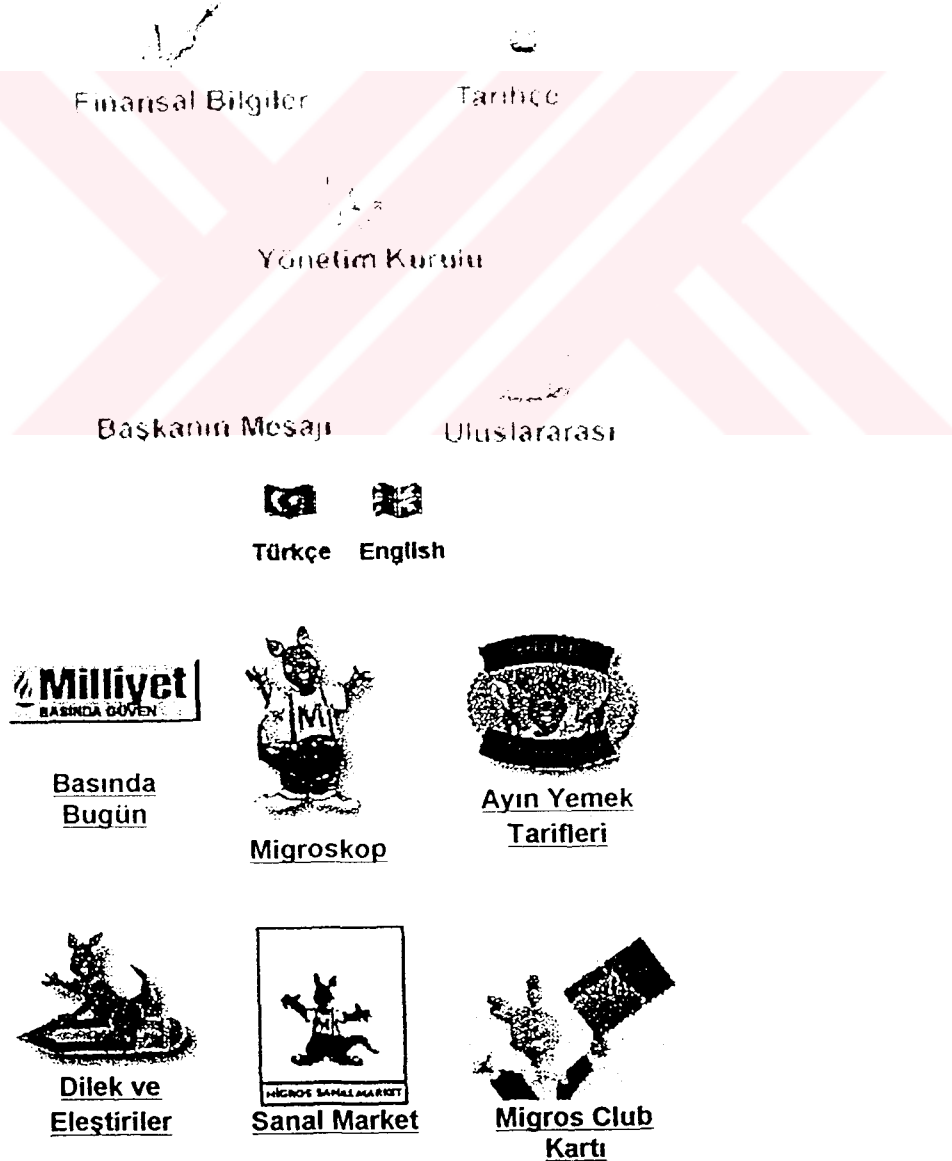 Finansal Bilgiler
Tarihçe
Yönetim Kurulu
Başkanın Mesajı
Uluslararası
Türkçe
English
Milliyet
BASINDA GÜVEN
Basında
Bugün
M
Migroskop
Ayın Yemek
Tarifleri
Dilek ve
Eleştiriler
M
MİGROS SANAL MARKET
Sanal Market
Migros Club
Kartı